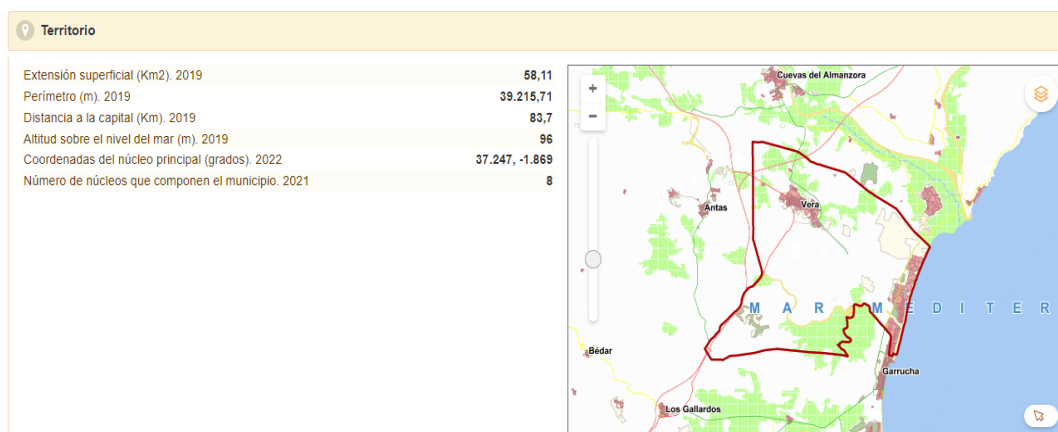 Territorio
Extensión superficial (Km2). 2019 58,11
Perímetro (m). 2019 39.215,71
Distancia a la capital (Km). 2019 83,7
Altitud sobre el nivel del mar (m). 2019 96
Coordenadas del núcleo principal (grados). 2022 37.247, -1.869
Número de núcleos que componen el municipio. 2021 8
+
−
Cuevas del Almanzora
Antas
Vera
MAR MEDITER
Bédar
Garrucha
Los Gallardos